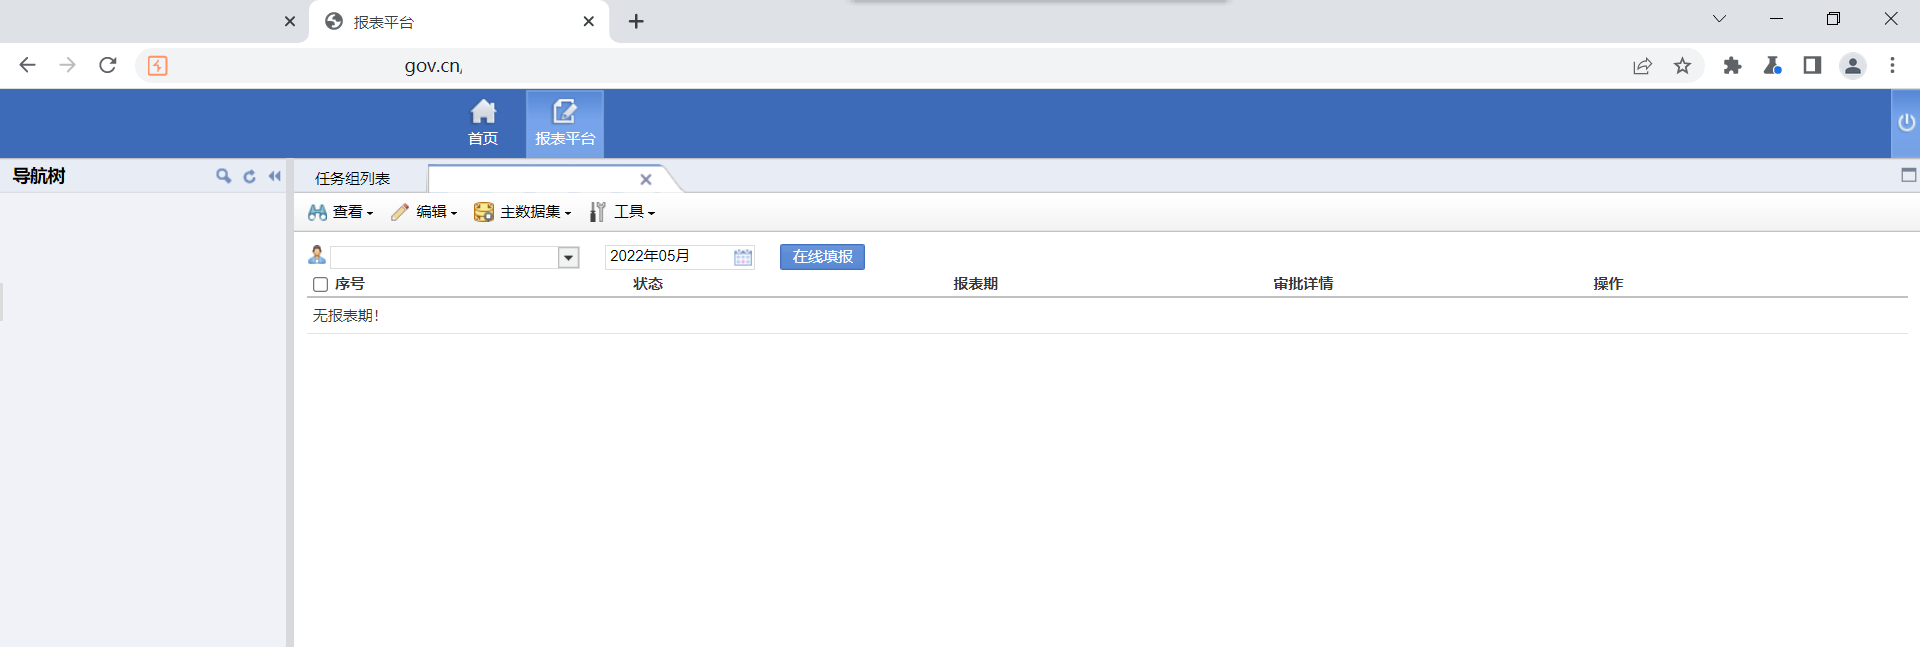 报表平台
gov.cn
首页
报表平台
导航树
任务组列表
查看 编辑 主数据集 工具
2022年05月 在线填报
序号 状态 报表期 审批详情 操作
无报表期!